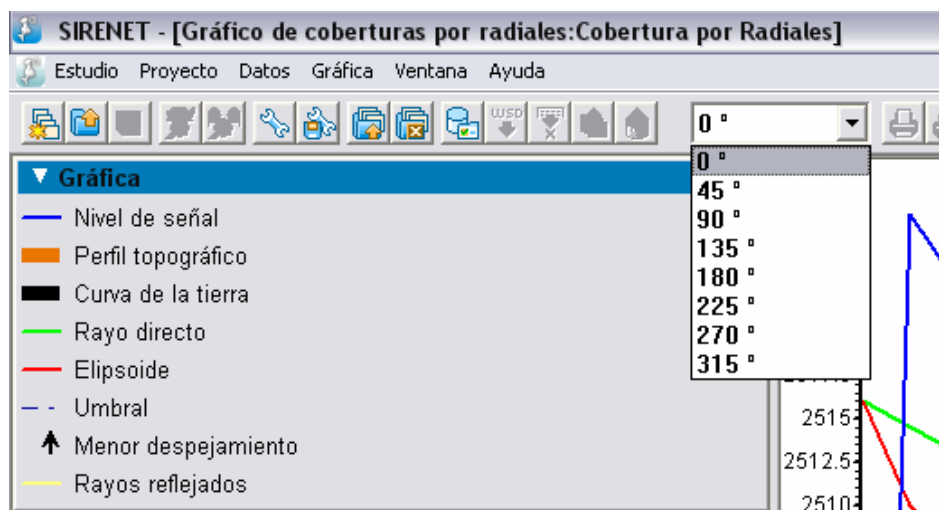 SIRENET - [Gráfico de coberturas por radiales:Cobertura por Radiales]
Estudio Proyecto Datos Gráfica Ventana Ayuda
WSD
0 °
0 °
45 °
90 °
135 °
180 °
225 °
270 °
315 °
Gráfica
Nivel de señal
Perfil topográfico
Curva de la tierra
Rayo directo
Elipsoide
Umbral
Menor despejamiento
Rayos reflejados
2515
2512.5
2510